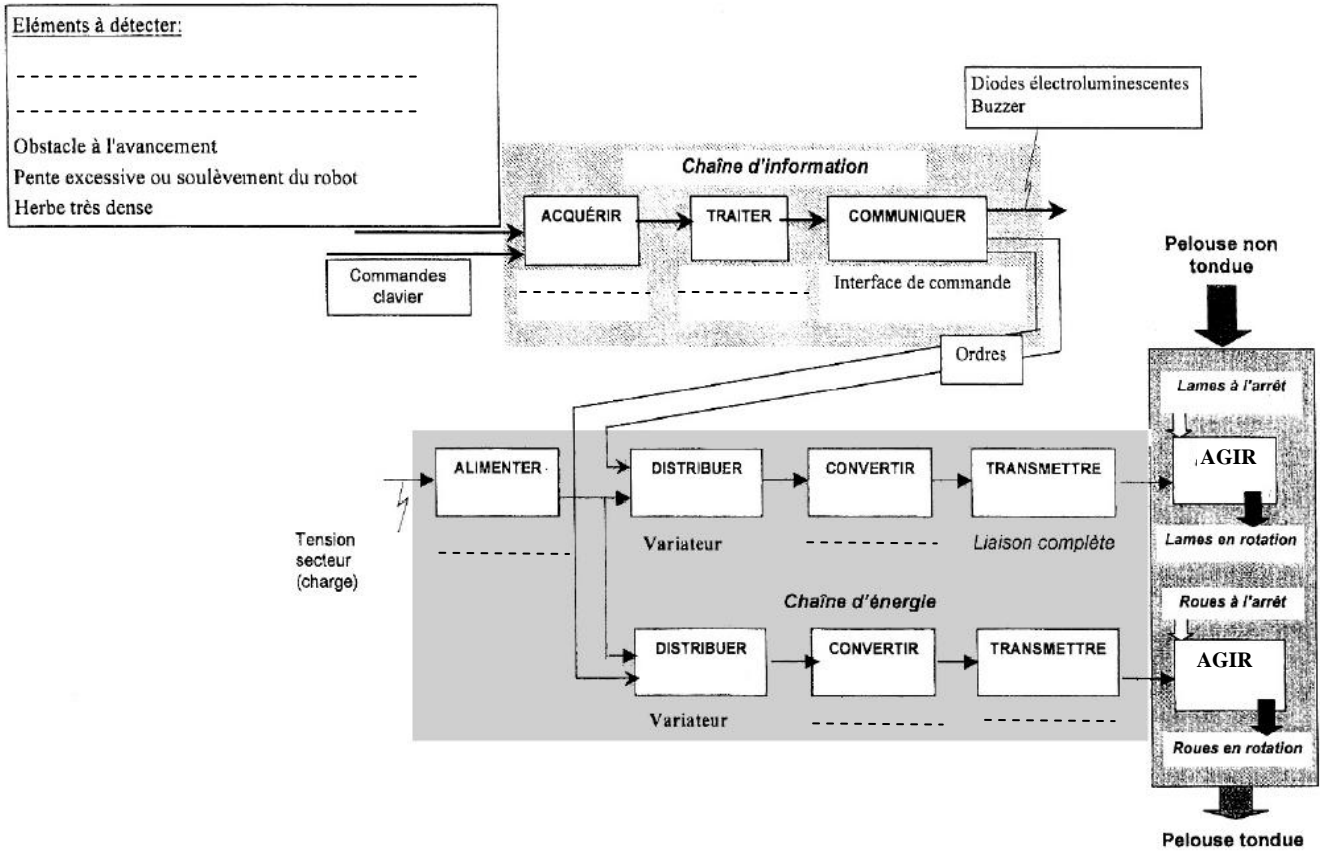 Eléments à détecter:
Obstacle à l'avancement
Pente excessive ou soulèvement du robot
Herbe très dense
Diodes électroluminescentes
Buzzer
Chaîne d'information
ACQUÉRIR
TRAITER
COMMUNIQUER
Commandes
clavier
Interface de commande
Ordres
Pelouse non
tondue
Lames à l'arrêt
ALIMENTER
DISTRIBUER
CONVERTIR
TRANSMETTRE
AGIR
Tension
secteur
(charge)
Variateur
Liaison complète
Lames en rotation
Chaîne d'énergie
Roues à l'arrêt
DISTRIBUER
CONVERTIR
TRANSMETTRE
AGIR
Variateur
Roues en rotation
Pelouse tondue